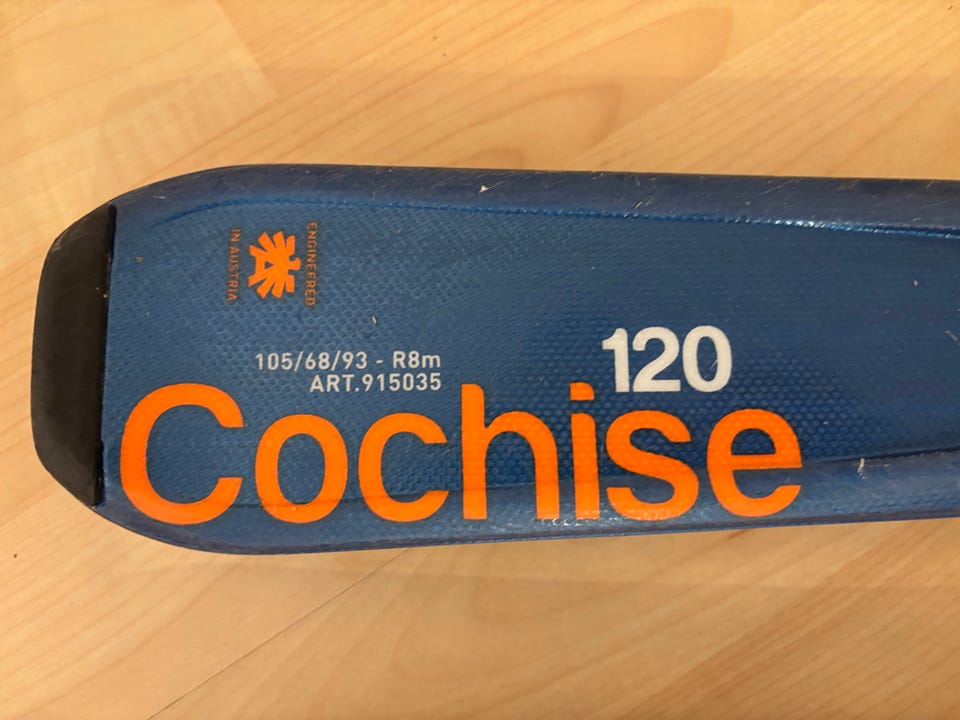 ENGINEERED
IN AUSTRIA
105/68/93 - R8m
ART.915035
120
Cochise